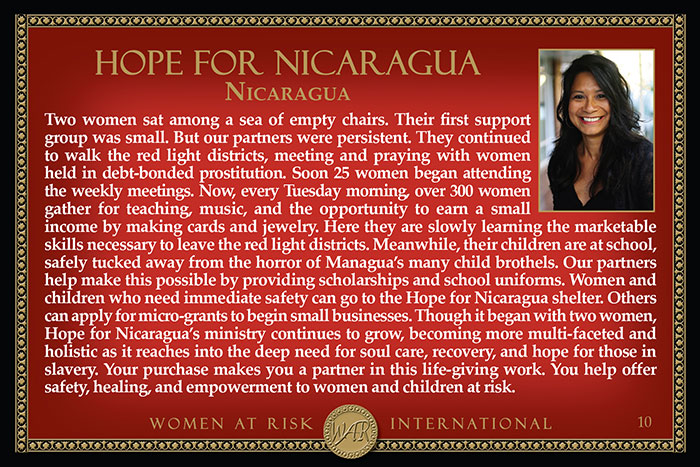 HOPE FOR NICARAGUA
NICARAGUA
Two women sat among a sea of empty chairs. Their first support
group was small. But our partners were persistent. They continued
to walk the red light districts, meeting and praying with women
held in debt-bonded prostitution. Soon 25 women began attending
the weekly meetings. Now, every Tuesday morning, over 300 women
gather for teaching, music, and the opportunity to earn a small
income by making cards and jewelry. Here they are slowly learning the marketable
skills necessary to leave the red light districts. Meanwhile, their children are at school,
safely tucked away from the horror of Managua's many child brothels. Our partners
help make this possible by providing scholarships and school uniforms. Women and
children who need immediate safety can go to the Hope for Nicaragua shelter. Others
can apply for micro-grants to begin small businesses. Though it began with two women,
Hope for Nicaragua's ministry continues to grow, becoming more multi-faceted and
holistic as it reaches into the deep need for soul care, recovery, and hope for those in
slavery. Your purchase makes you a partner in this life-giving work. You help offer
safety, healing, and empowerment to women and children at risk.
WOMEN AT RISK WAR INTERNATIONAL 10